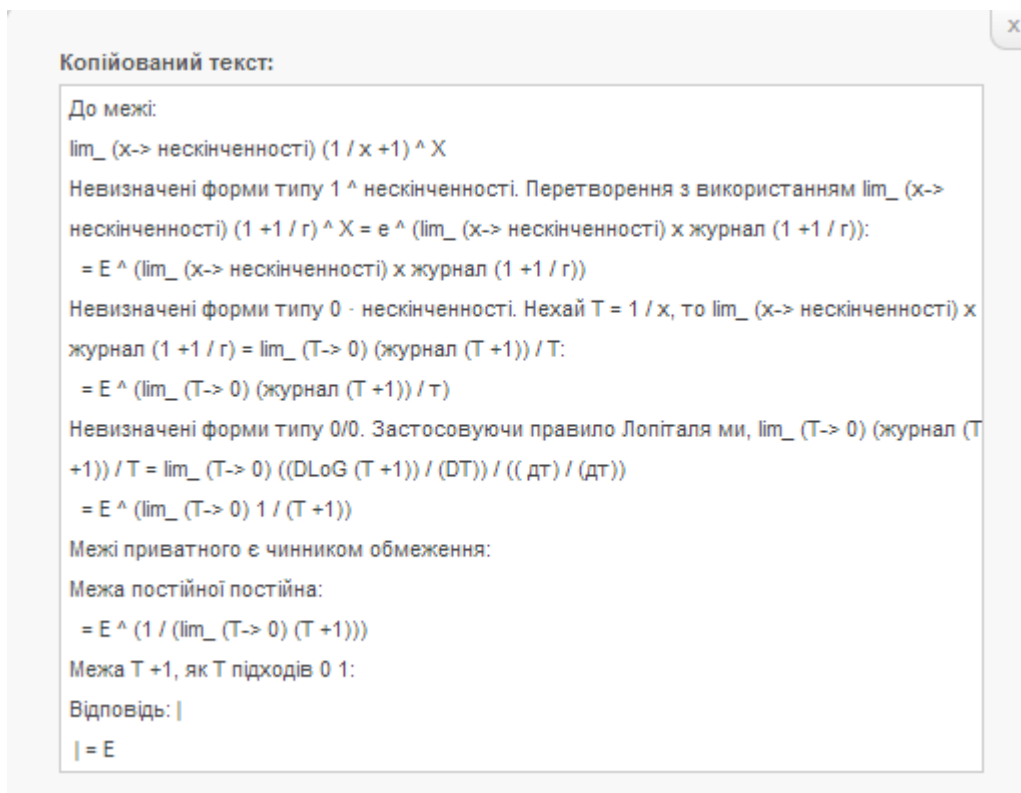 x
Копійований текст:
До межі:
lim_ (x-> нескінченності) (1 / x +1) ^ X
Невизначені форми типу 1 ^ нескінченності. Перетворення з використанням lim_ (x->
нескінченності) (1 +1 / г) ^ X = e ^ (lim_ (x-> нескінченності) x журнал (1 +1 / г)):
= E ^ (lim_ (x-> нескінченності) x журнал (1 +1 / г))
Невизначені форми типу 0 · нескінченності. Нехай T = 1 / x, то lim_ (x-> нескінченності) x
журнал (1 +1 / г) = lim_ (T-> 0) (журнал (T +1)) / T:
= E ^ (lim_ (T-> 0) (журнал (T +1)) / т)
Невизначені форми типу 0/0. Застосовуючи правило Лопіталя ми, lim_ (T-> 0) (журнал (T
+1)) / T = lim_ (T-> 0) ((DLoG (T +1)) / (DT)) / (( дт) / (дт))
= E ^ (lim_ (T-> 0) 1 / (T +1))
Межі приватного є чинником обмеження:
Межа постійної постійна:
= E ^ (1 / (lim_ (T-> 0) (T +1)))
Межа T +1, як T підходів 0 1:
Відповідь: |
| = E